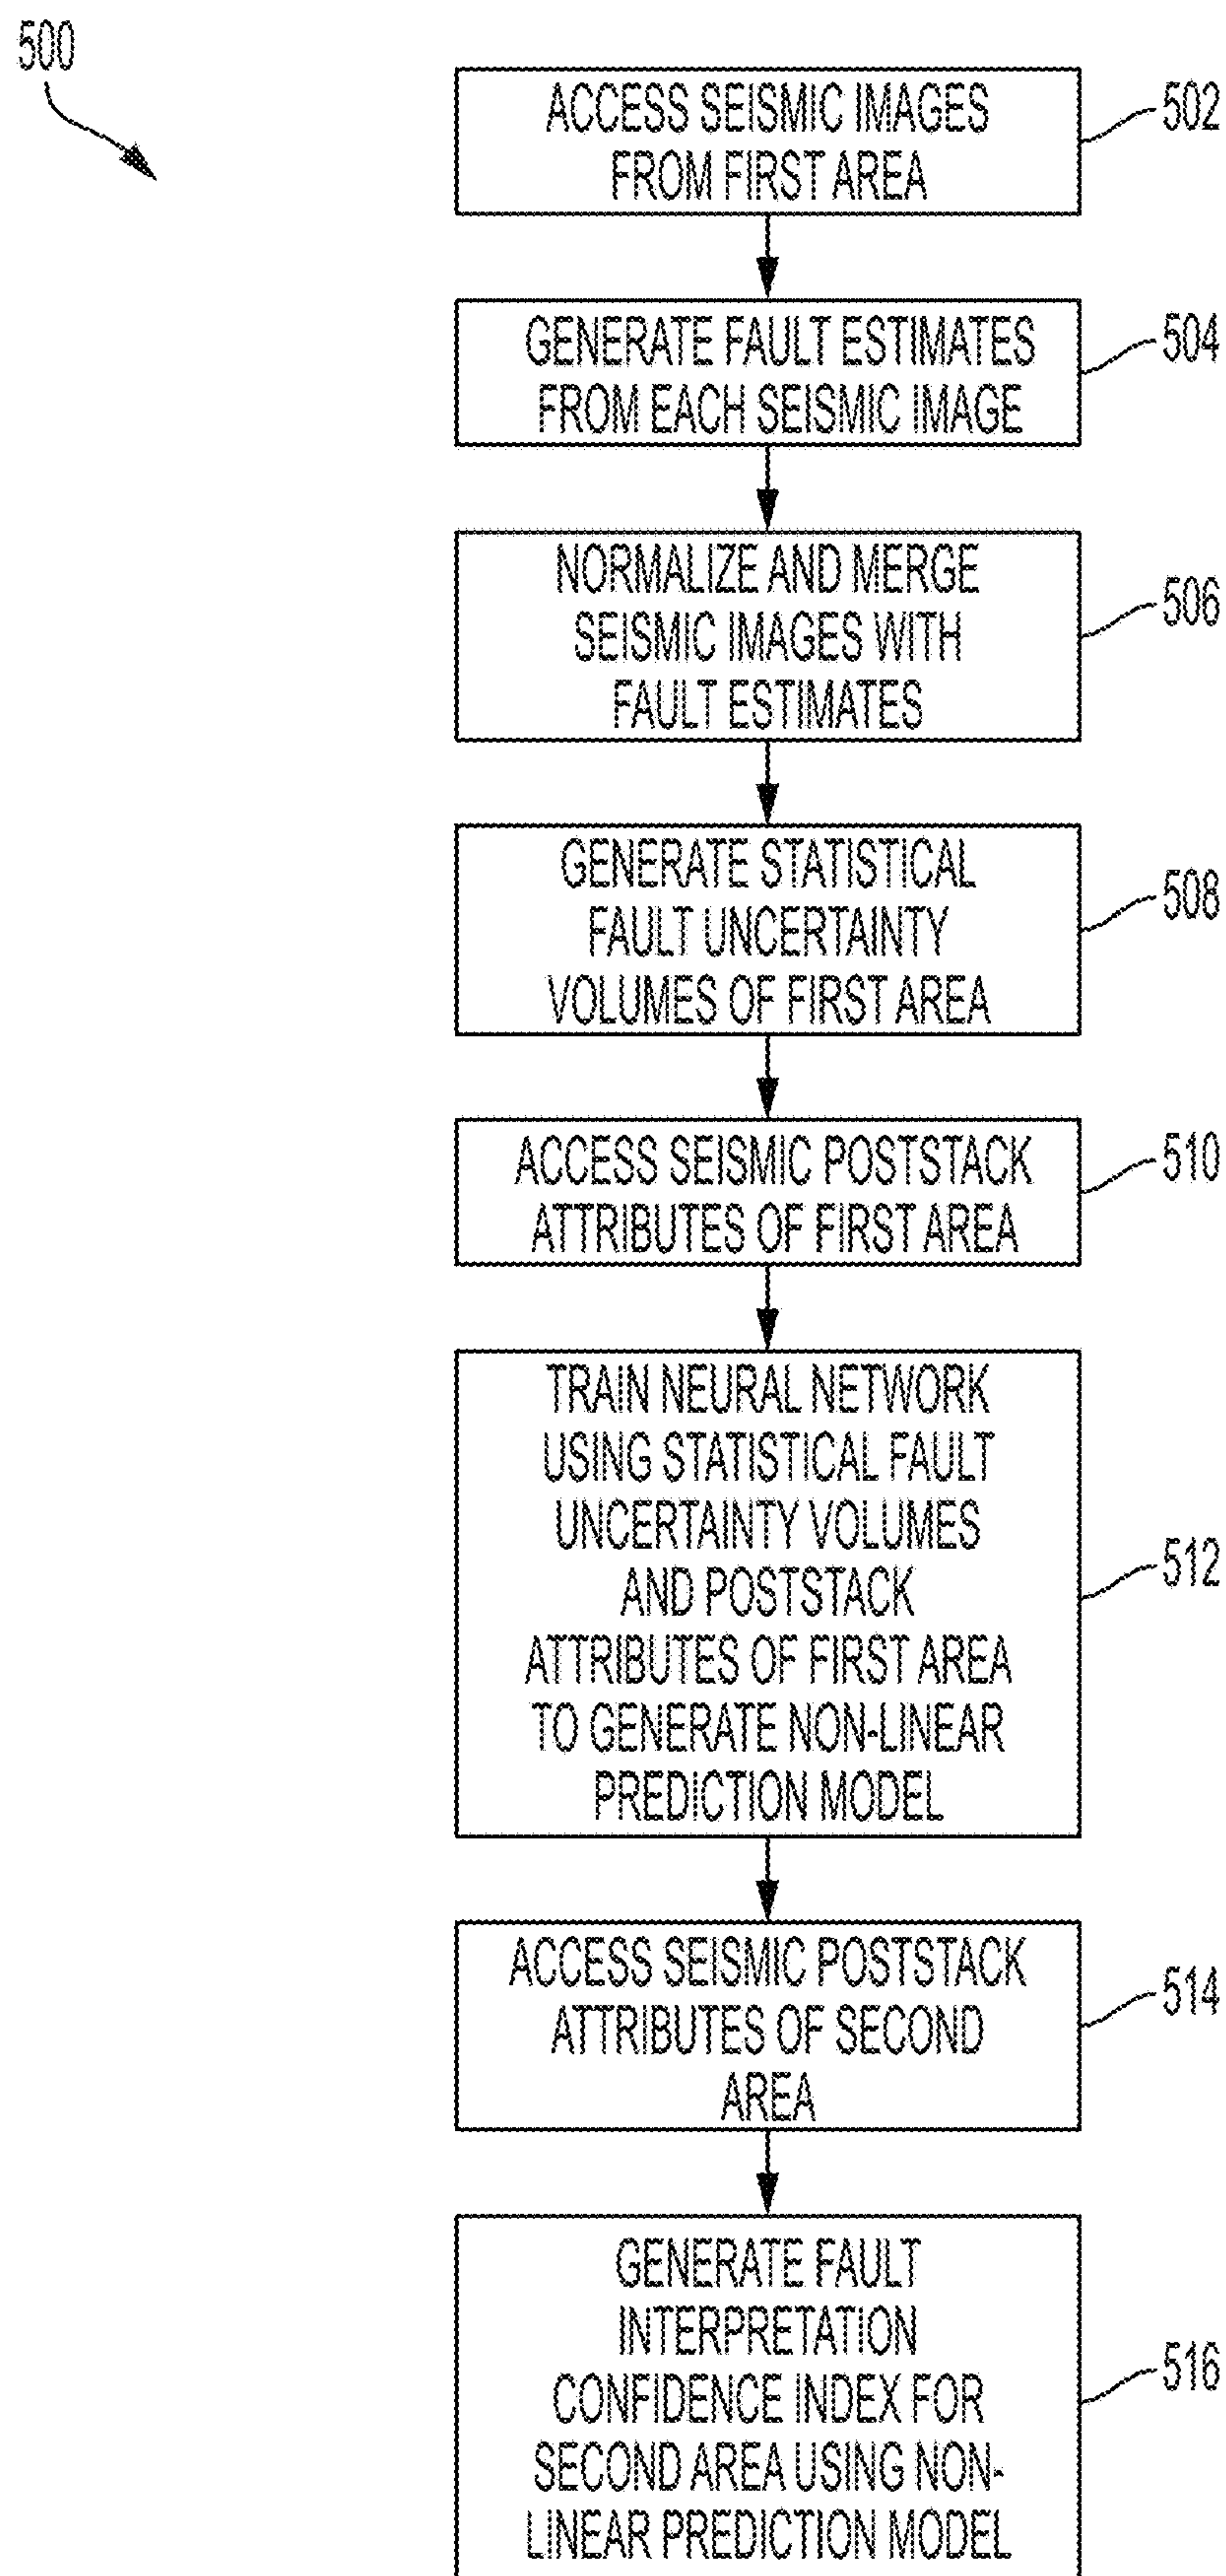 500
ACCESS SEISMIC IMAGES
FROM FIRST AREA
502
GENERATE FAULT ESTIMATES
FROM EACH SEISMIC IMAGE
504
NORMALIZE AND MERGE
SEISMIC IMAGES WITH
FAULT ESTIMATES
506
GENERATE STATISTICAL
FAULT UNCERTAINTY
VOLUMES OF FIRST AREA
508
ACCESS SEISMIC POSTSTACK
ATTRIBUTES OF FIRST AREA
510
TRAIN NEURAL NETWORK
USING STATISTICAL FAULT
UNCERTAINTY VOLUMES
AND POSTSTACK
ATTRIBUTES OF FIRST AREA
TO GENERATE NON-LINEAR
PREDICTION MODEL
512
ACCESS SEISMIC POSTSTACK
ATTRIBUTES OF SECOND
AREA
514
GENERATE FAULT
INTERPRETATION
CONFIDENCE INDEX FOR
SECOND AREA USING NON-
LINEAR PREDICTION MODEL
516